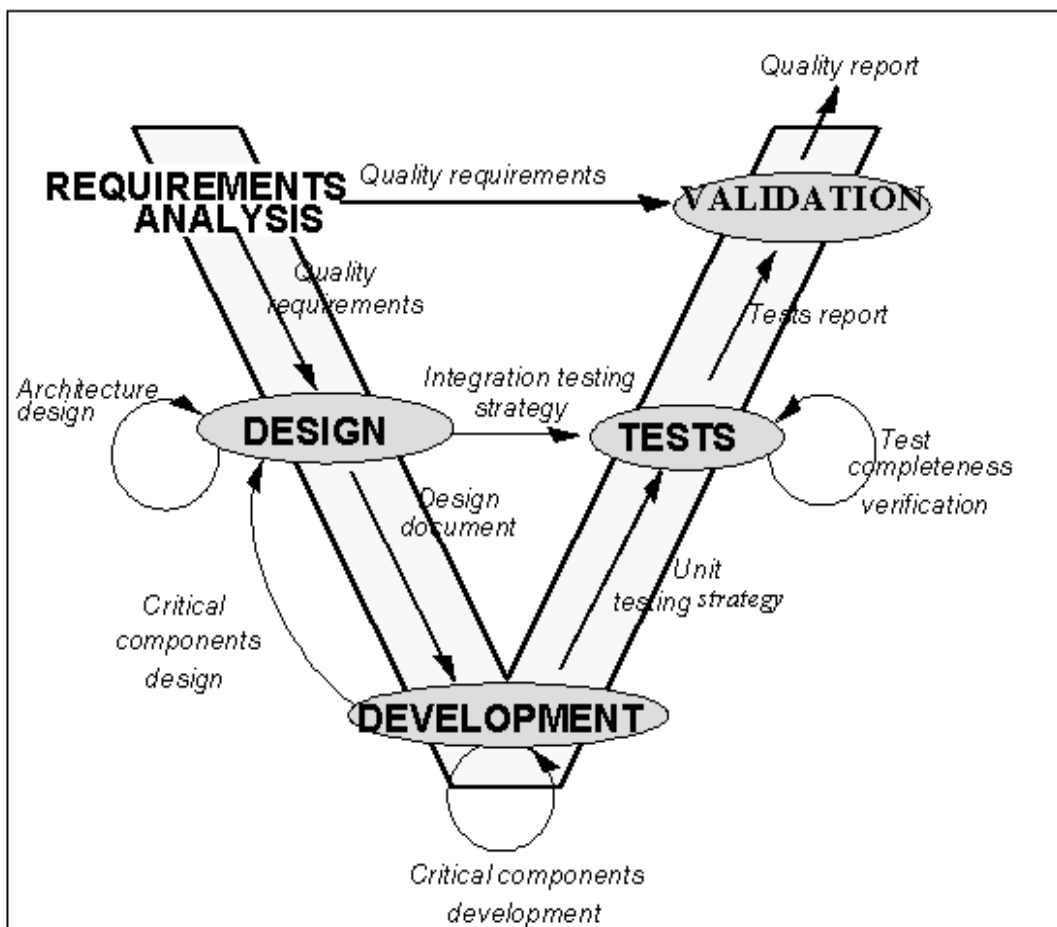 Quality report
REQUIREMENTS
ANALYSIS
Quality requirements
VALIDATION
Quality
requirements
Tests report
Architecture
design
Integration testing
strategy
DESIGN
TESTS
Test
completeness
verification
Design
document
Unit
testing strategy
Critical
components
design
DEVELOPMENT
Critical components
development